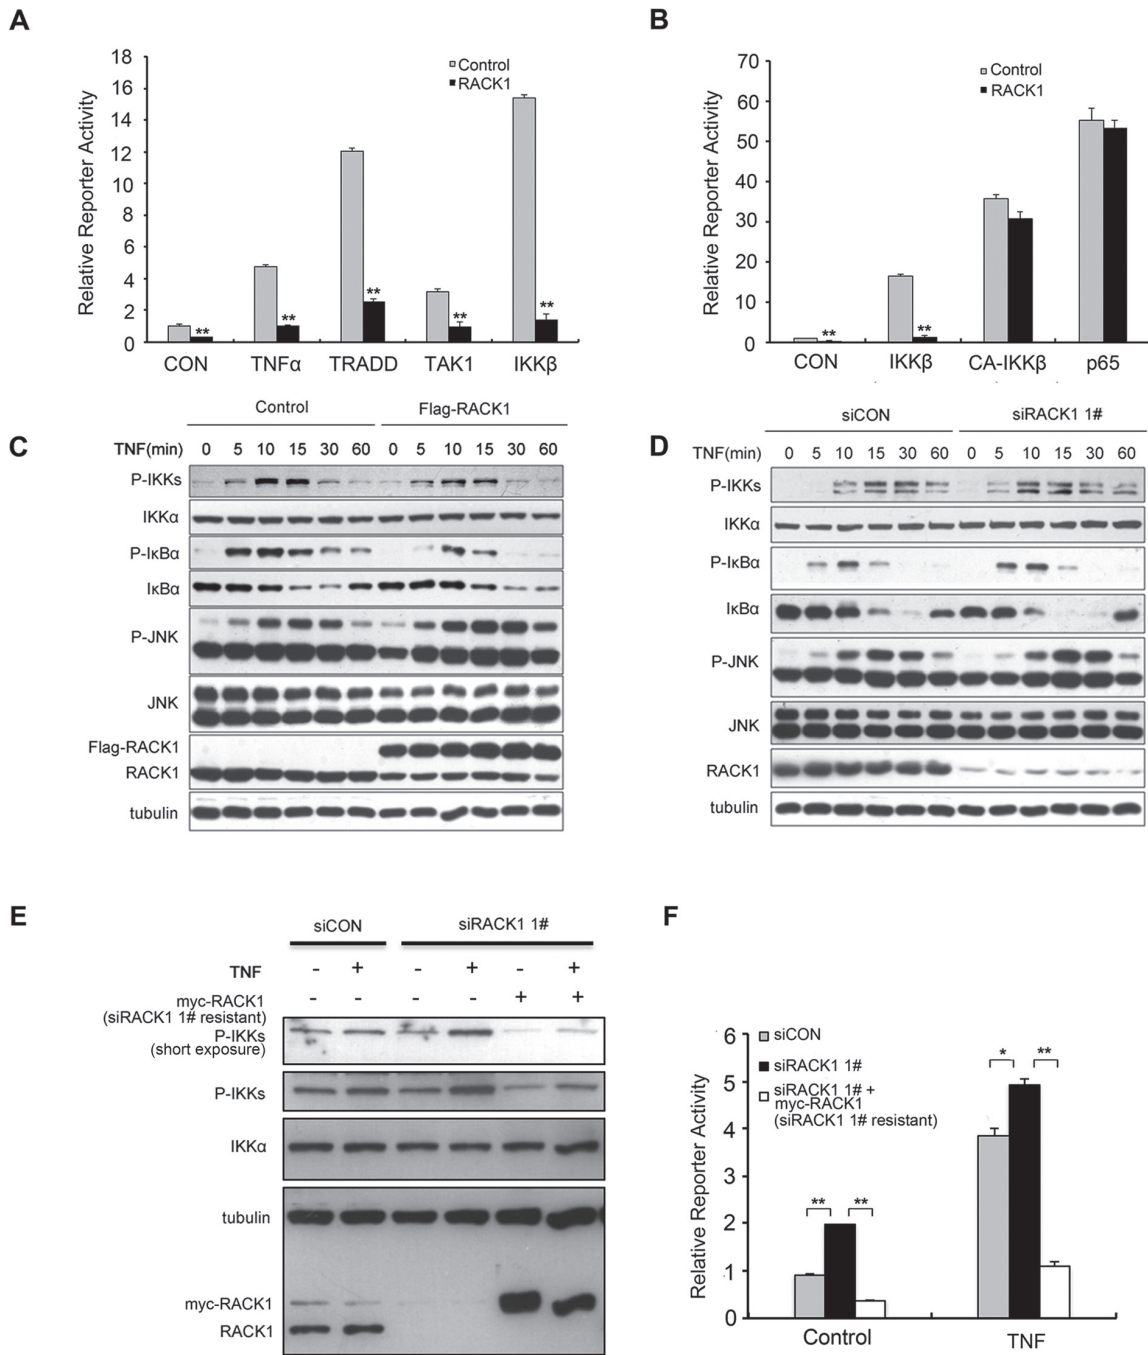 A
Relative Reporter Activity
18
16
14
12
10
8
6
4
2
0
Control
RACK1
**
**
**
**
**
CON
TNFα
TRADD
TAK1
IKKβ
B
Relative Reporter Activity
70
60
50
40
30
20
10
0
Control
RACK1
**
**
CON
IKKβ
CA-IKKβ
p65
C
Control
Flag-RACK1
TNF(min) 0 5 10 15 30 60 0 5 10 15 30 60
P-IKKs
IKKα
P-IκBα
IκBα
P-JNK
JNK
Flag-RACK1
RACK1
tubulin
D
siCON
siRACK1 1#
TNF(min) 0 5 10 15 30 60 0 5 10 15 30 60
P-IKKs
IKKα
P-IκBα
IκBα
P-JNK
JNK
RACK1
tubulin
E
siCON
siRACK1 1#
TNF - + - + - +
myc-RACK1 - - - - + +
(siRACK1 1# resistant)
P-IKKs
(short exposure)
P-IKKs
IKKα
tubulin
myc-RACK1
RACK1
F
Relative Reporter Activity
6
5
4
3
2
1
0
siCON
siRACK1 1#
siRACK1 1# +
myc-RACK1
(siRACK1 1# resistant)
**
**
*
**
Control
TNF